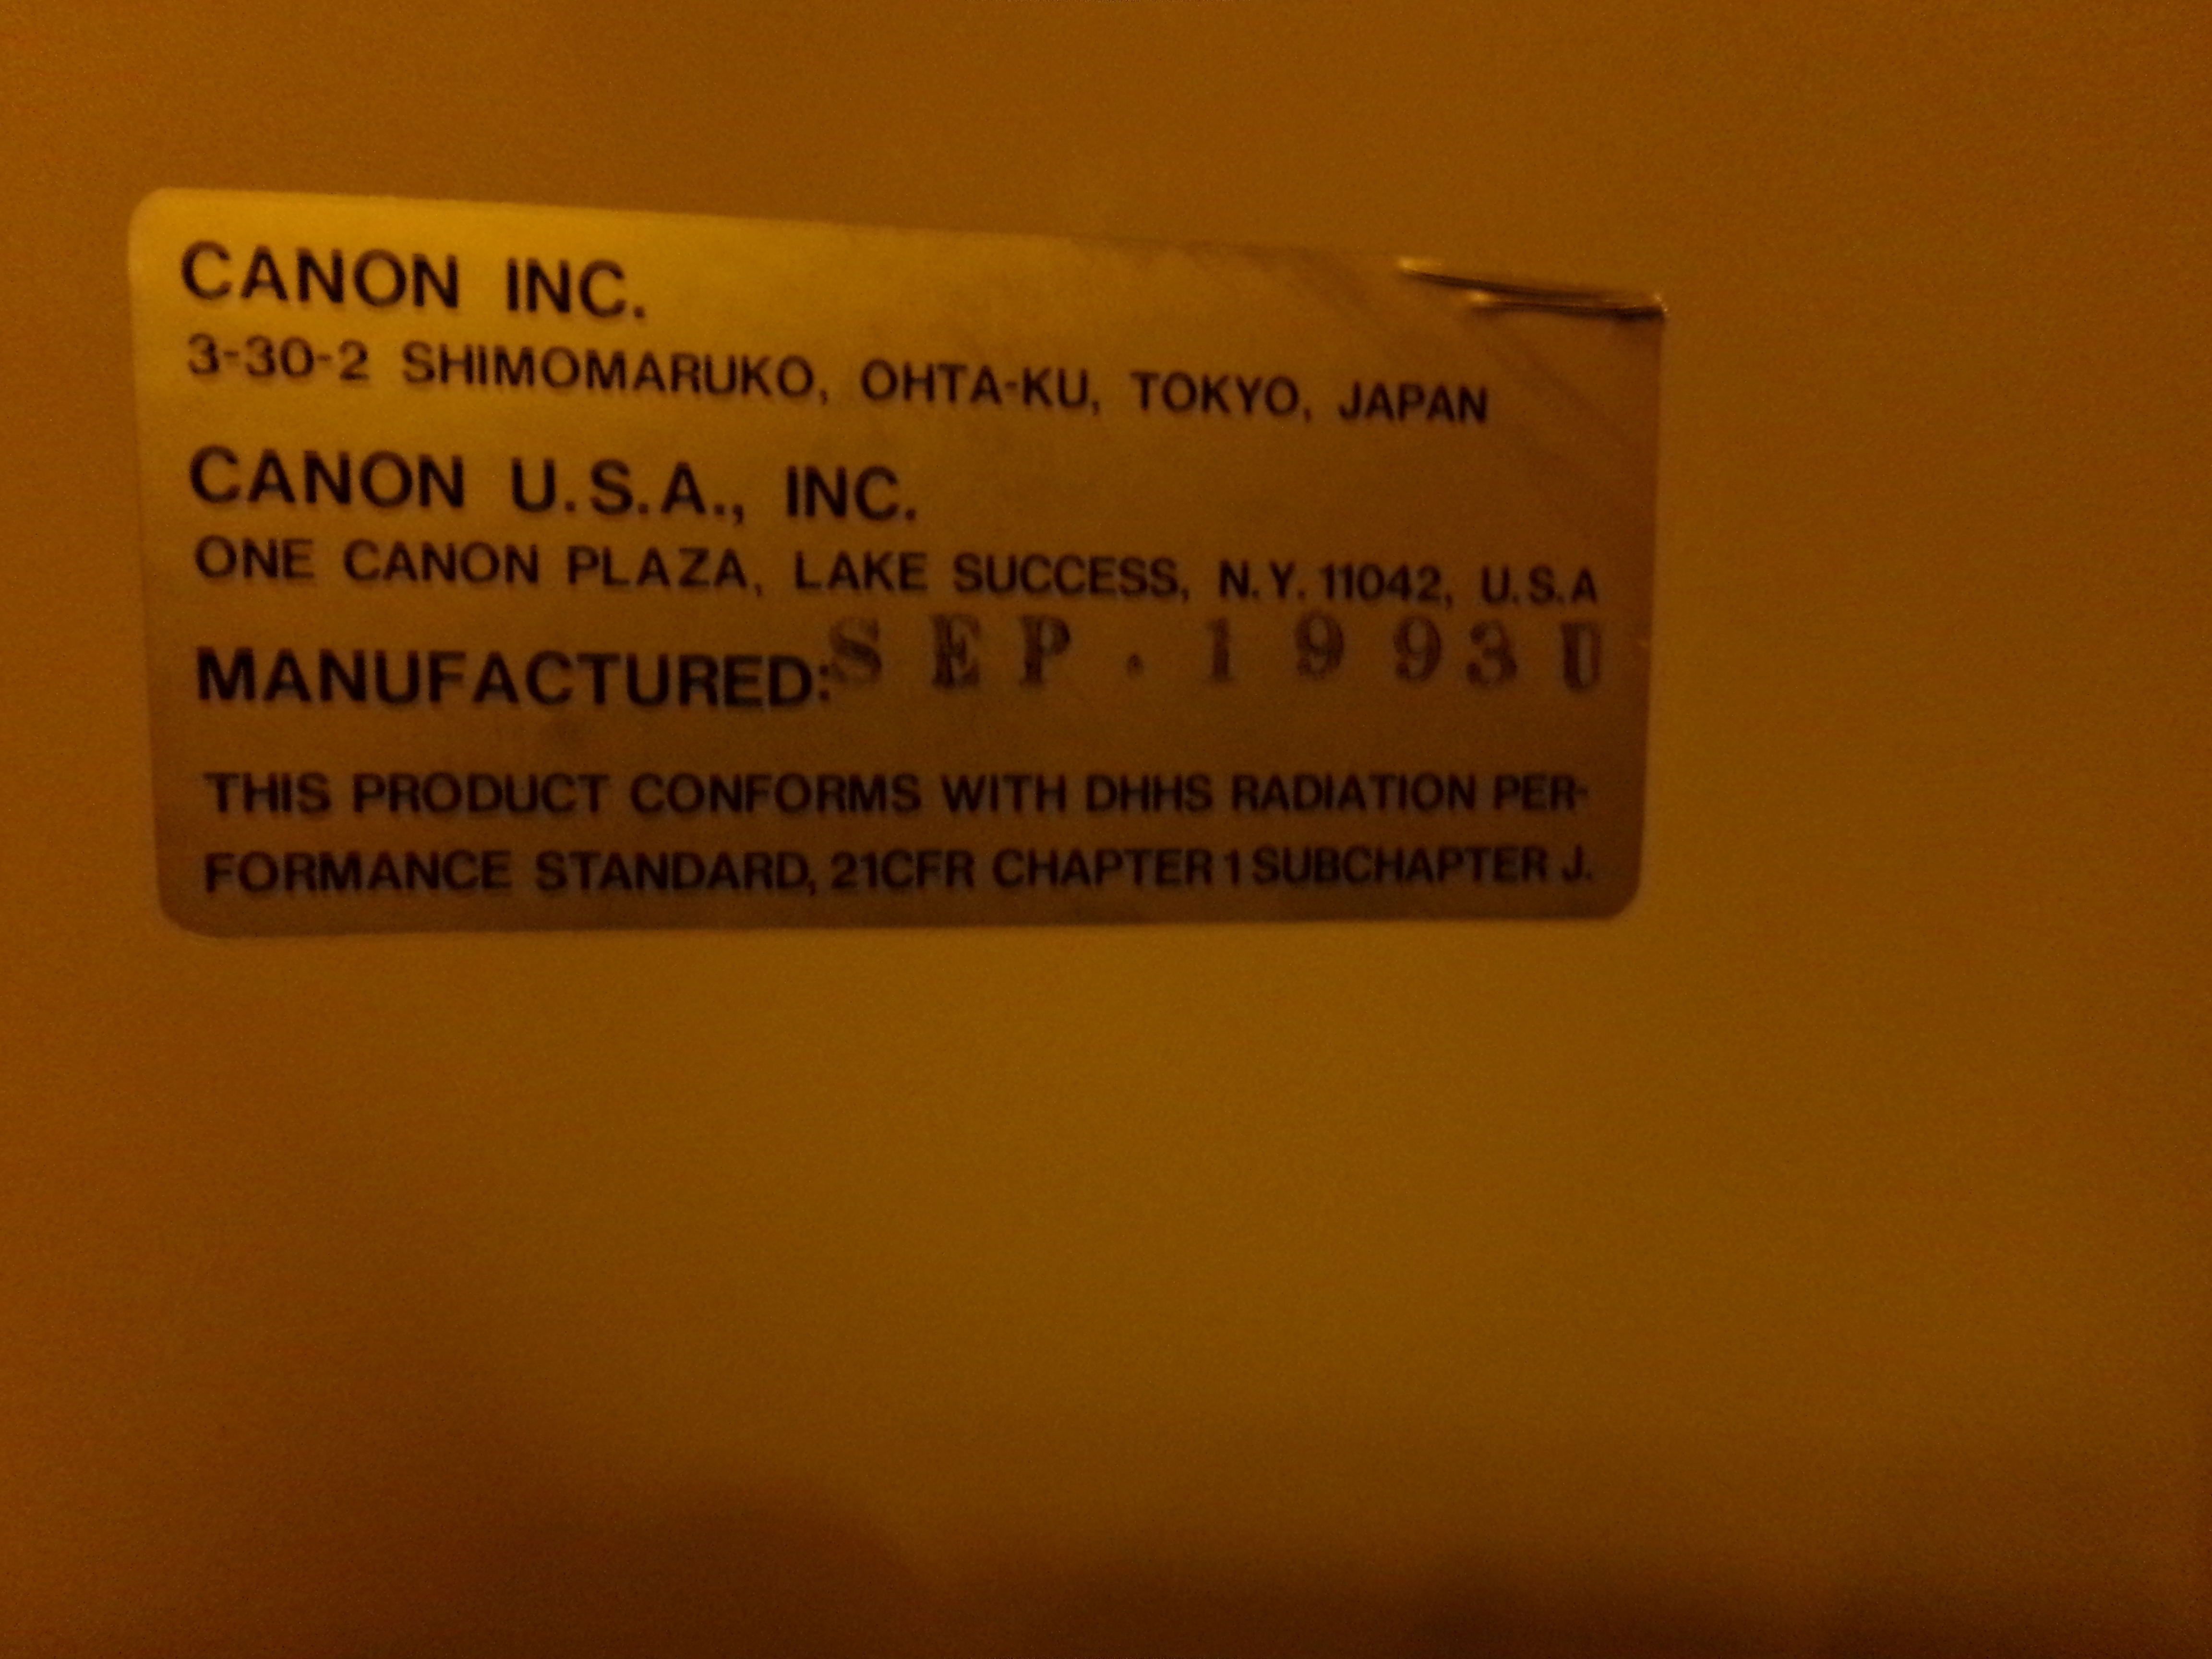 CANON INC.
3-30-2 SHIMOMARUKO, OHTA-KU, TOKYO, JAPAN
CANON U.S.A., INC.
ONE CANON PLAZA, LAKE SUCCESS, N.Y. 11042, U.S.A
MANUFACTURED: SEP. 1993 U
THIS PRODUCT CONFORMS WITH DHHS RADIATION PER-
FORMANCE STANDARD, 21CFR CHAPTER 1 SUBCHAPTER J.